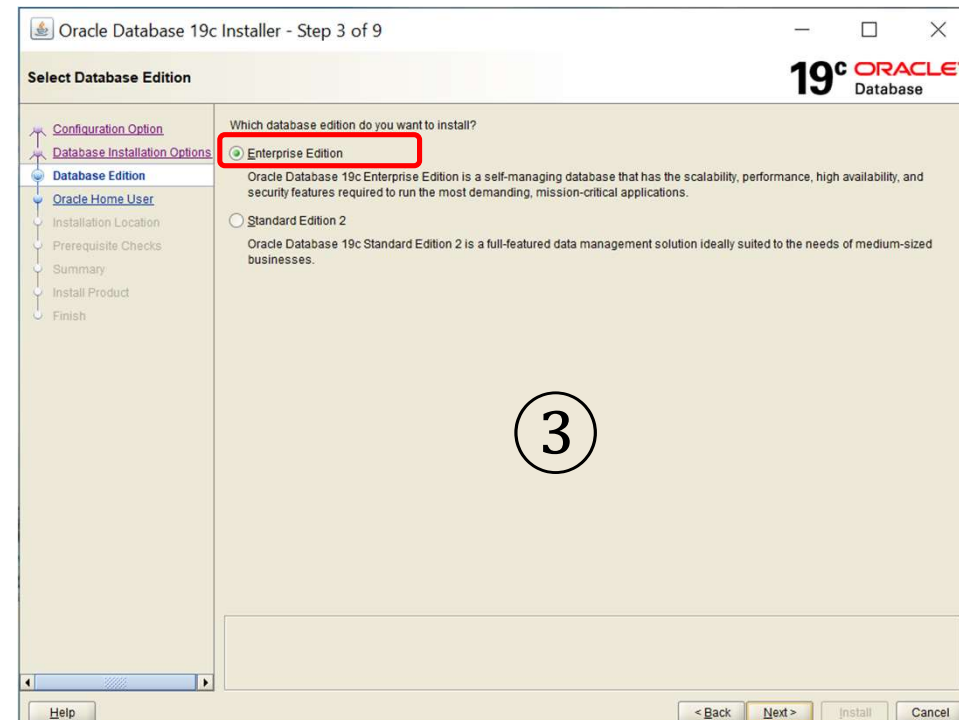 Oracle Database 19c Installer - Step 3 of 9
Select Database Edition
19c ORACLE
Database
Configuration Option
Database Installation Options
Database Edition
Oracle Home User
Installation Location
Prerequisite Checks
Summary
Install Product
Finish
Which database edition do you want to install?
Enterprise Edition
Oracle Database 19c Enterprise Edition is a self-managing database that has the scalability, performance, high availability, and
security features required to run the most demanding, mission-critical applications.
Standard Edition 2
Oracle Database 19c Standard Edition 2 is a full-featured data management solution ideally suited to the needs of medium-sized
businesses.
③
Help
< Back
Next >
Install
Cancel